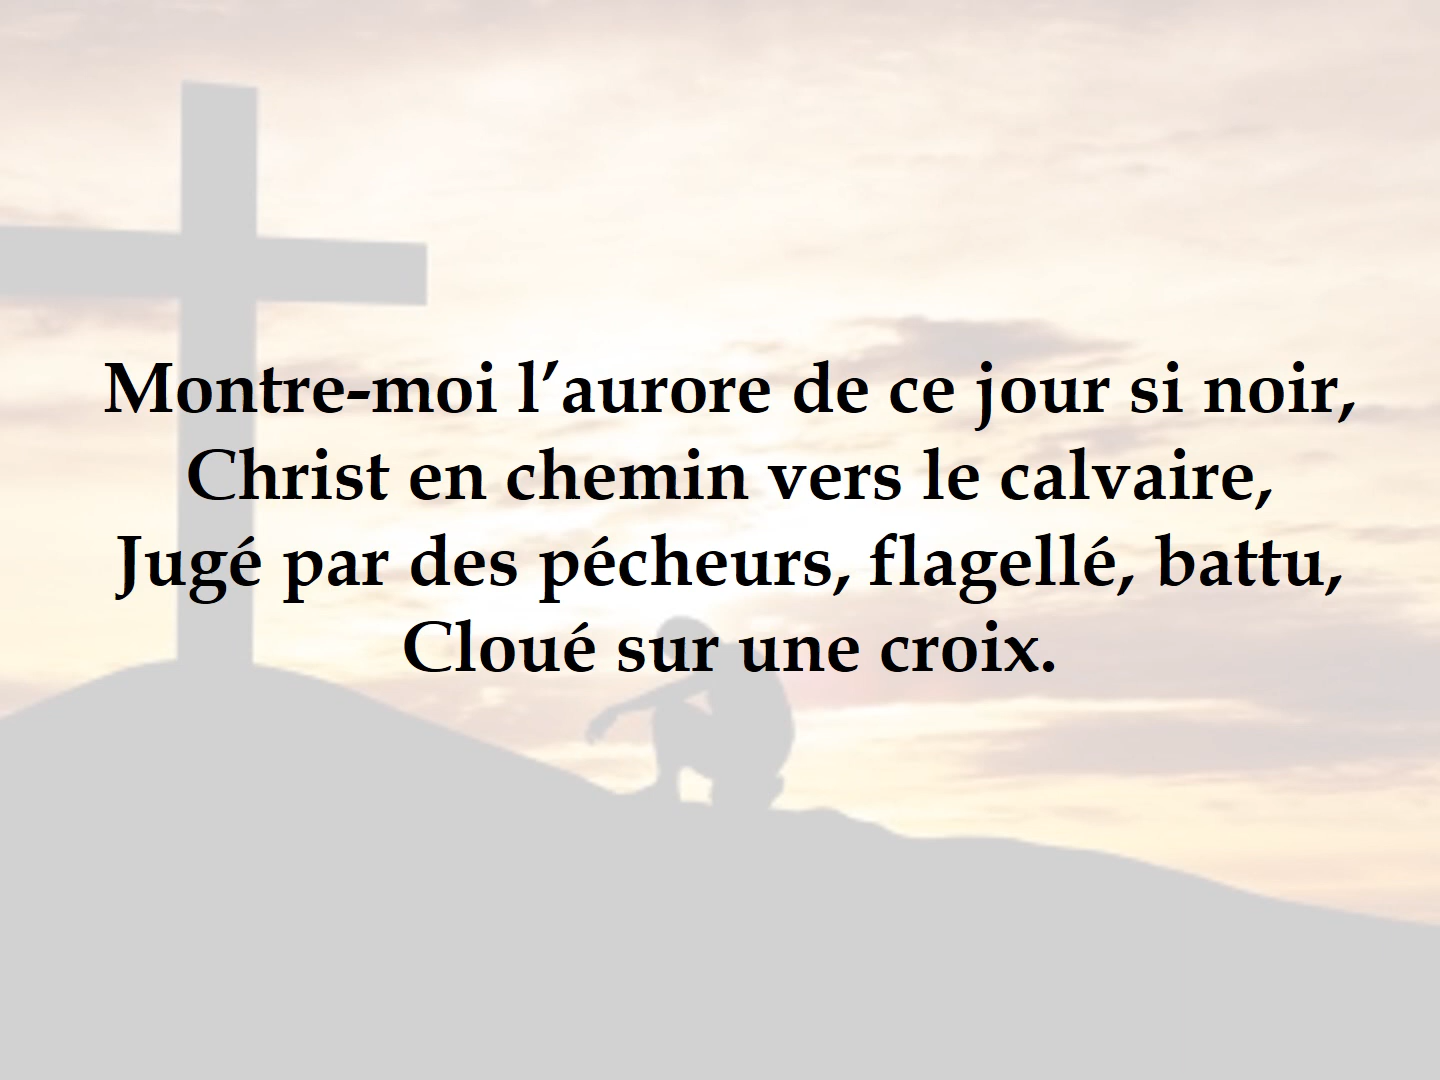 Montre-moi l’aurore de ce jour si noir,
Christ en chemin vers le calvaire,
Jugé par des pécheurs, flagellé, battu,
Cloué sur une croix.